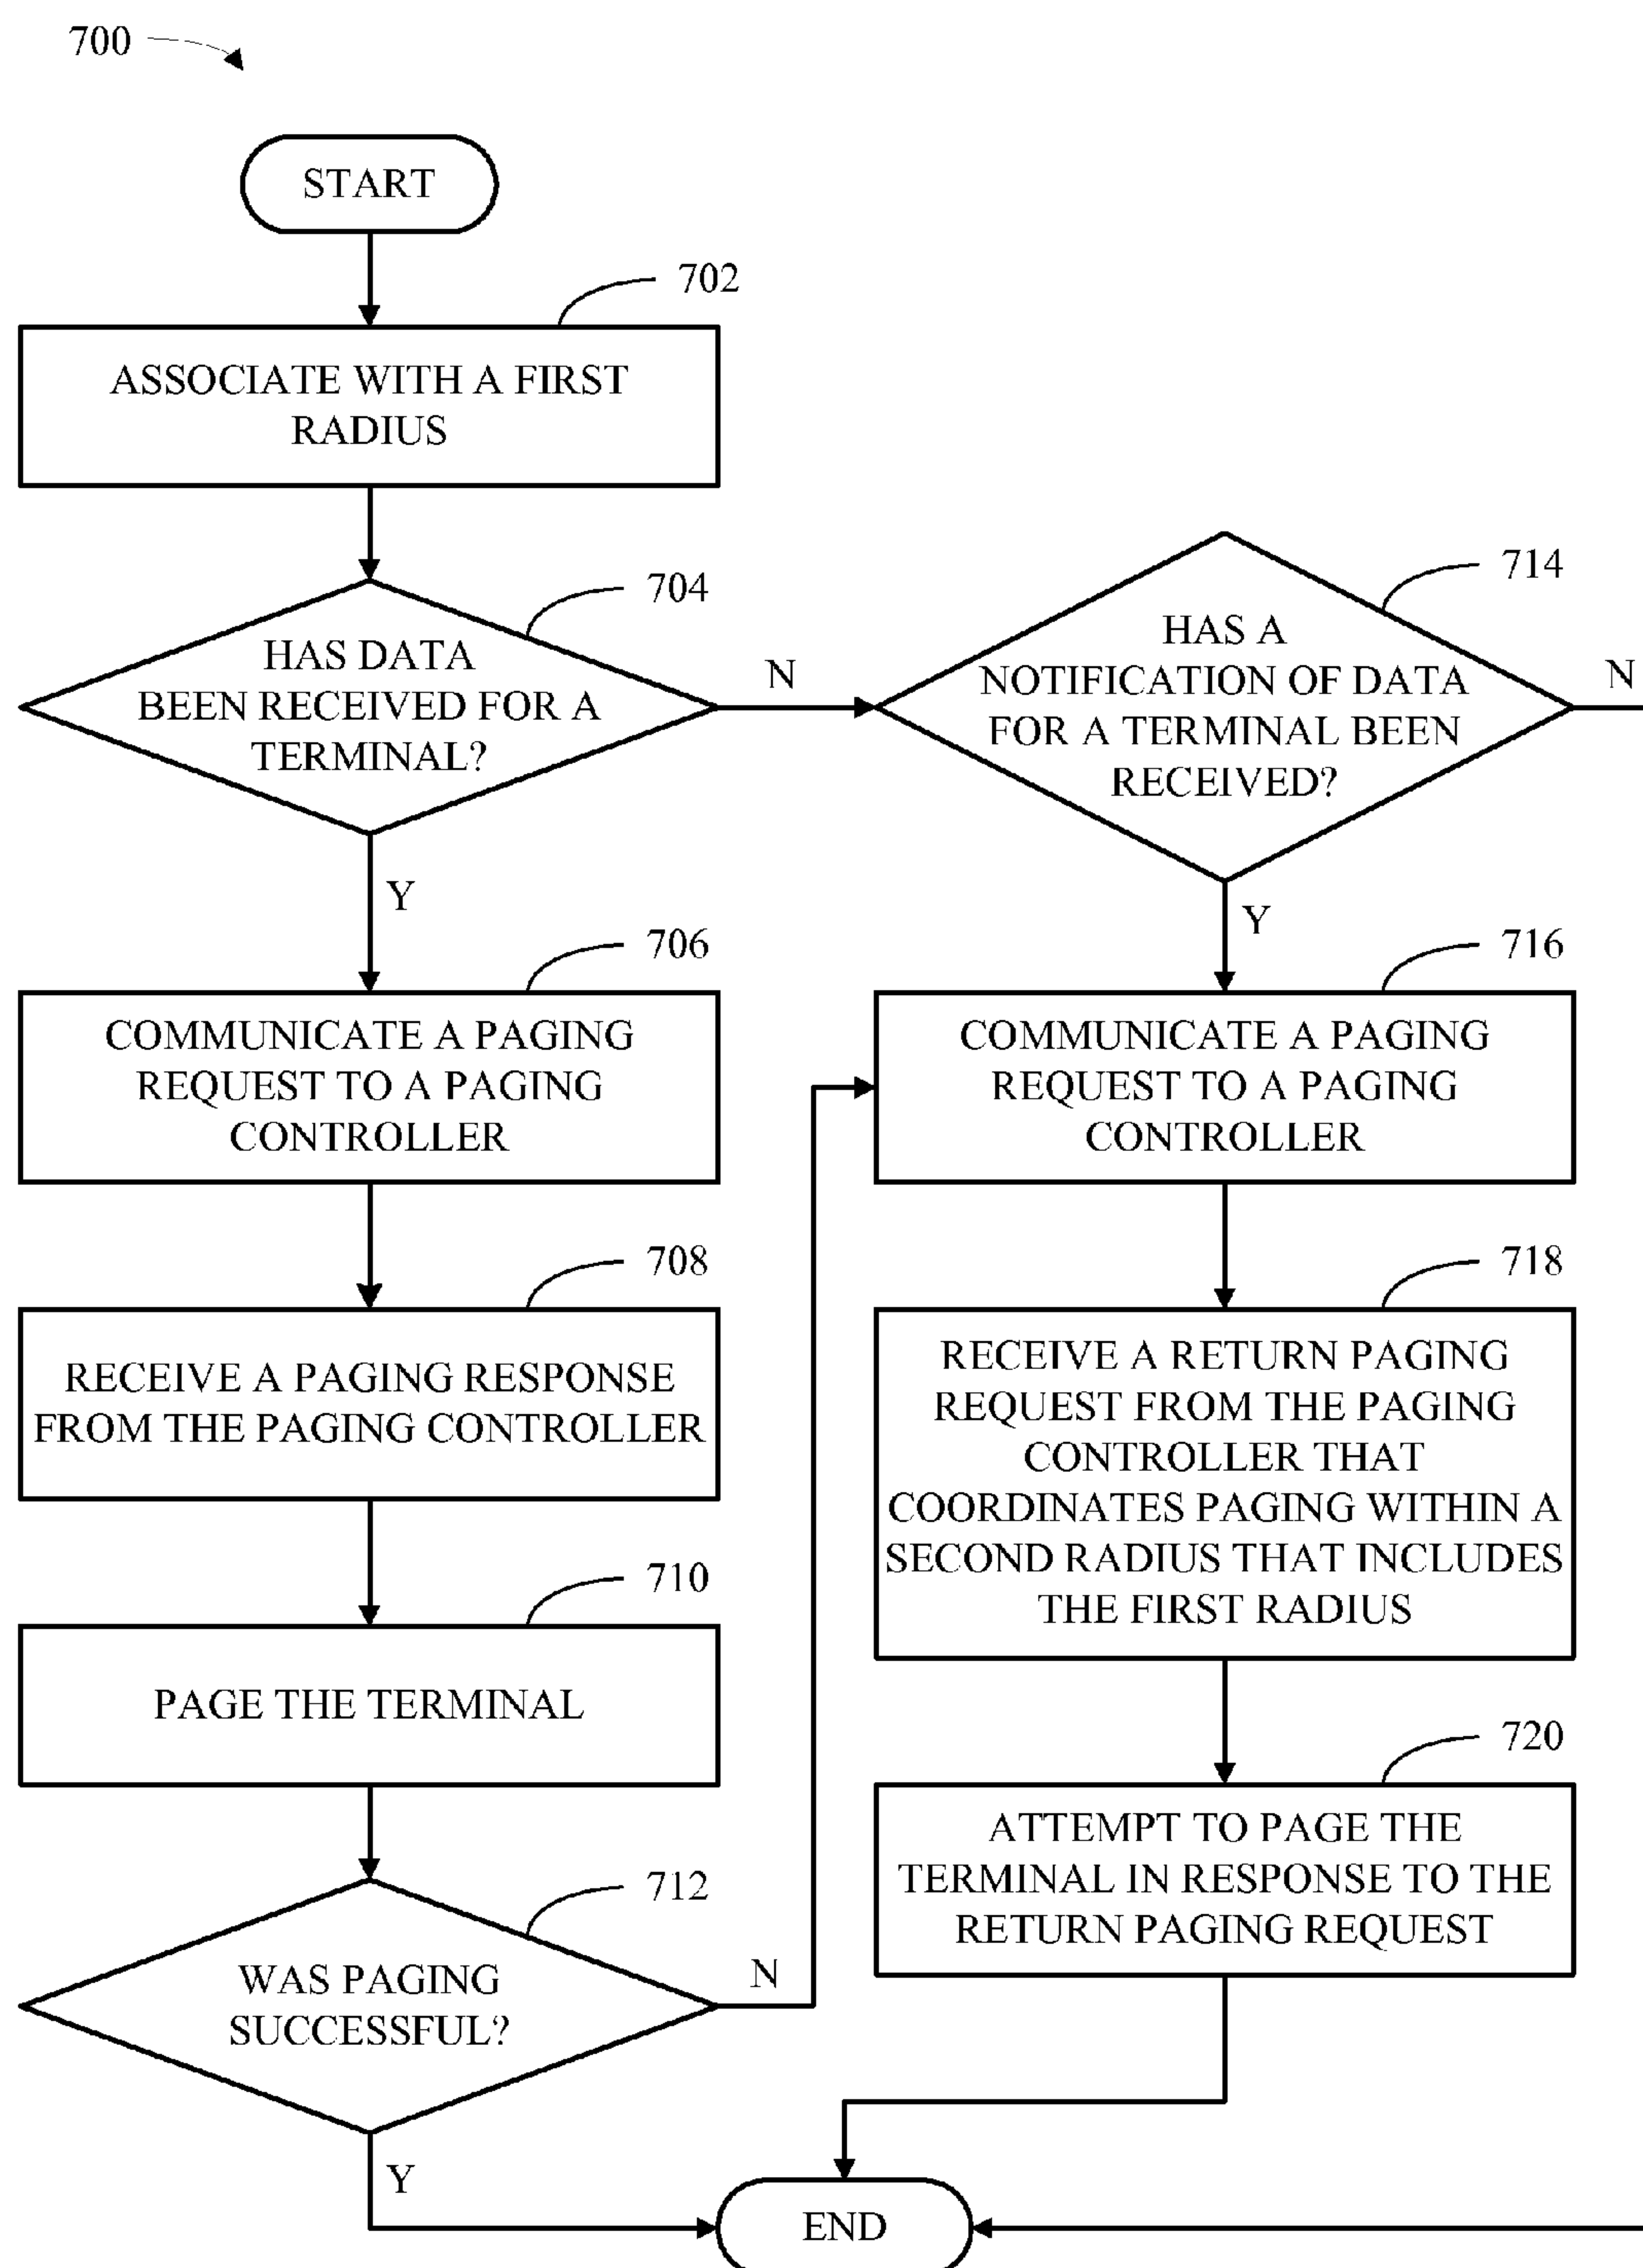 700
START
702
ASSOCIATE WITH A FIRST
RADIUS
704
HAS DATA
BEEN RECEIVED FOR A
TERMINAL?
N
Y
706
COMMUNICATE A PAGING
REQUEST TO A PAGING
CONTROLLER
708
RECEIVE A PAGING RESPONSE
FROM THE PAGING CONTROLLER
710
PAGE THE TERMINAL
712
WAS PAGING
SUCCESSFUL?
N
Y
714
HAS A
NOTIFICATION OF DATA
FOR A TERMINAL BEEN
RECEIVED?
N
Y
716
COMMUNICATE A PAGING
REQUEST TO A PAGING
CONTROLLER
718
RECEIVE A RETURN PAGING
REQUEST FROM THE PAGING
CONTROLLER THAT
COORDINATES PAGING WITHIN A
SECOND RADIUS THAT INCLUDES
THE FIRST RADIUS
720
ATTEMPT TO PAGE THE
TERMINAL IN RESPONSE TO THE
RETURN PAGING REQUEST
END